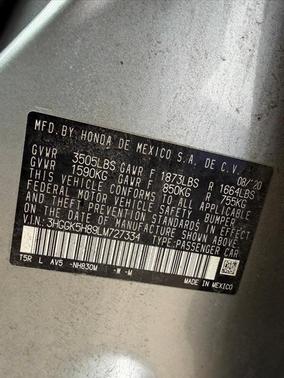 MFD.BY HONDA DE MEXICO S.A. DE C.V.
08/20
GVWR 3505LBS GAWR F 1873LBS R 1664LBS
GVWR 1590KG GAWR F 850KG R 755KG
THIS VEHICLE CONFORMS TO ALL APPLICABLE
FEDERAL MOTOR VEHICLE SAFETY, BUMPER, AND
THEFT PREVENTION STANDARDS IN EFFECT ON THE
DATE OF MANUFACTURE SHOWN ABOVE.
V.I.N.:3HGGK5H89LM727334 TYPE:PASSENGER CAR
T5R L AV5 -NH830M -W -M-
MADE IN MEXICO